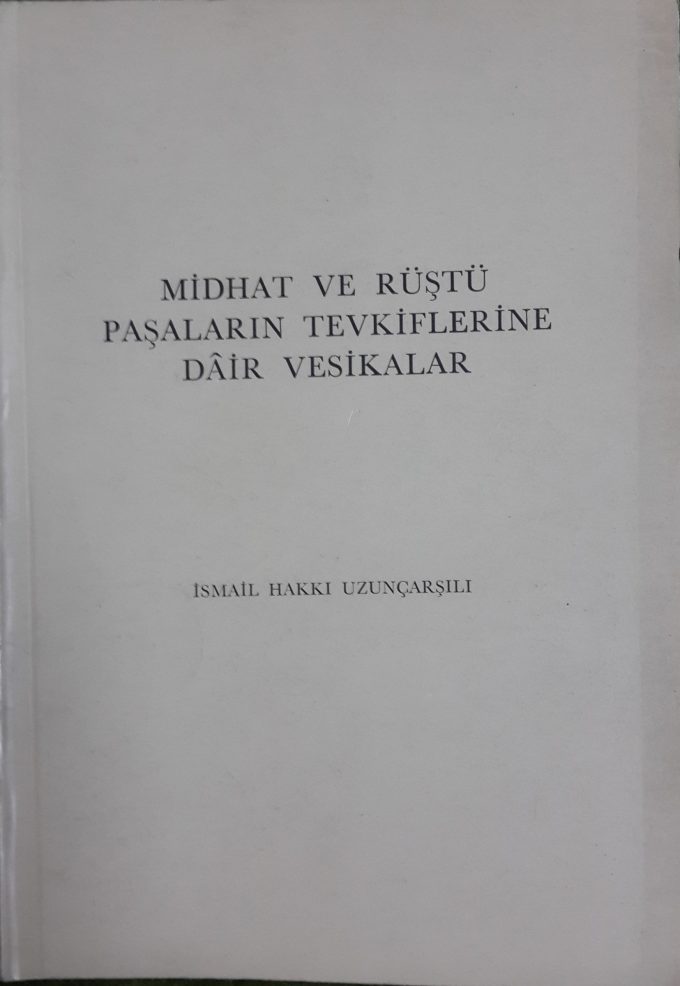 MİDHAT VE RÜŞTÜ
PAŞALARIN TEVKİFLERİNE
DÂİR VESİKALAR
İSMAİL HAKKI UZUNÇARŞILI